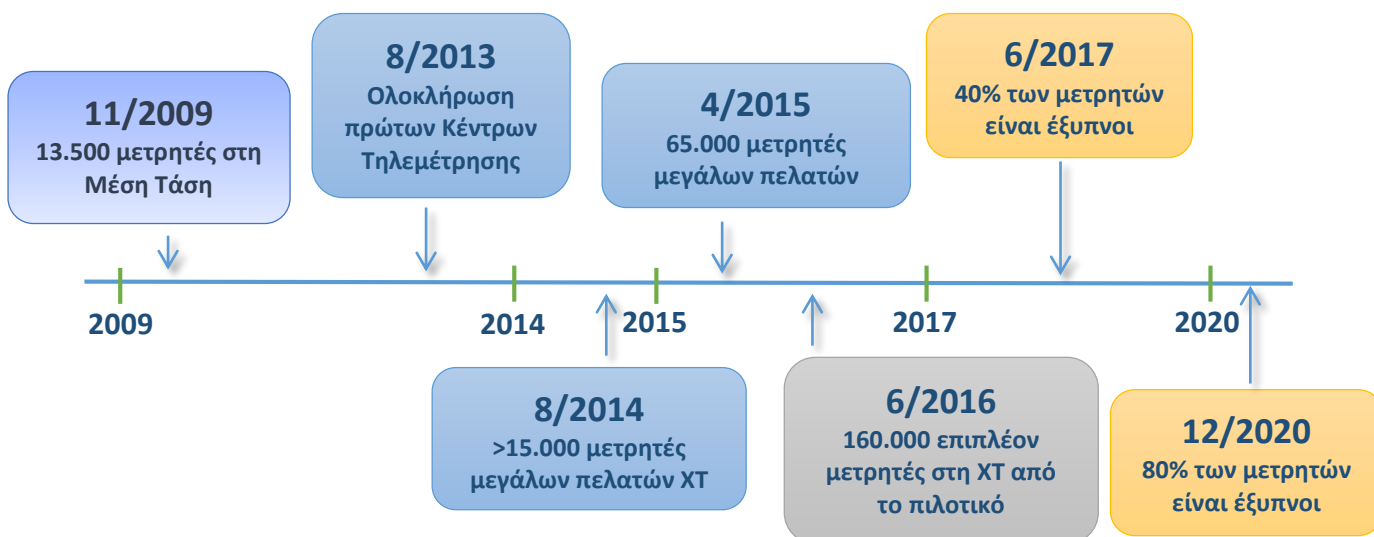 11/2009
13.500 μετρητές στη
Μέση Τάση
8/2013
Ολοκλήρωση
πρώτων Κέντρων
Τηλεμέτρησης
4/2015
65.000 μετρητές
μεγάλων πελατών
6/2017
40% των μετρητών
είναι έξυπνοι
2009
2014
2015
2017
2020
8/2014
>15.000 μετρητές
μεγάλων πελατών ΧΤ
6/2016
160.000 επιπλέον
μετρητές στη ΧΤ από
το πιλοτικό
12/2020
80% των μετρητών
είναι έξυπνοι